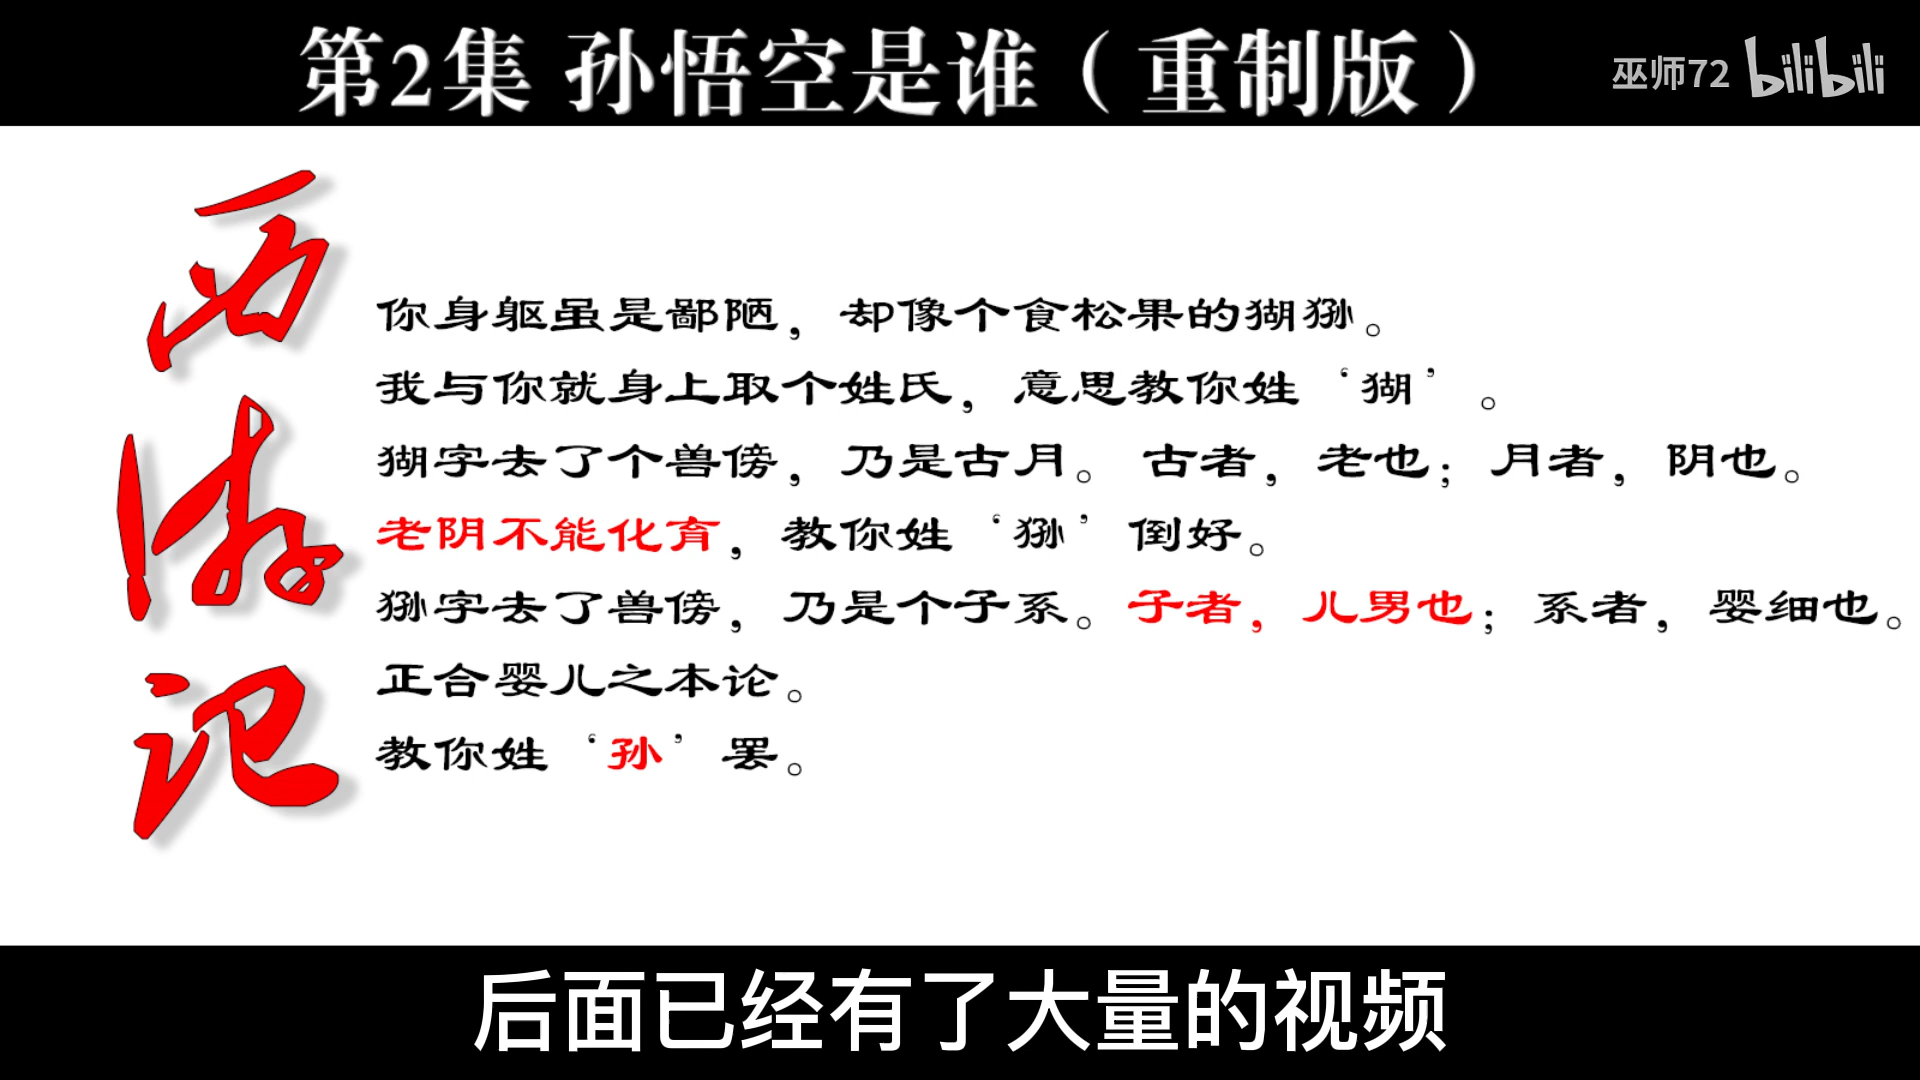 第2集 孙悟空是谁（重制版）
巫师72 bilibili
西游记
你身躯虽是鄙陋，却像个食松果的猢狲。
我与你就身上取个姓氏，意思教你姓‘猢’。
猢字去了个兽傍，乃是古月。古者，老也；月者，阴也。
老阴不能化育，教你姓‘狲’倒好。
狲字去了兽傍，乃是个子系。子者，儿男也；系者，婴细也。
正合婴儿之本论。
教你姓‘孙’罢。
后面已经有了大量的视频